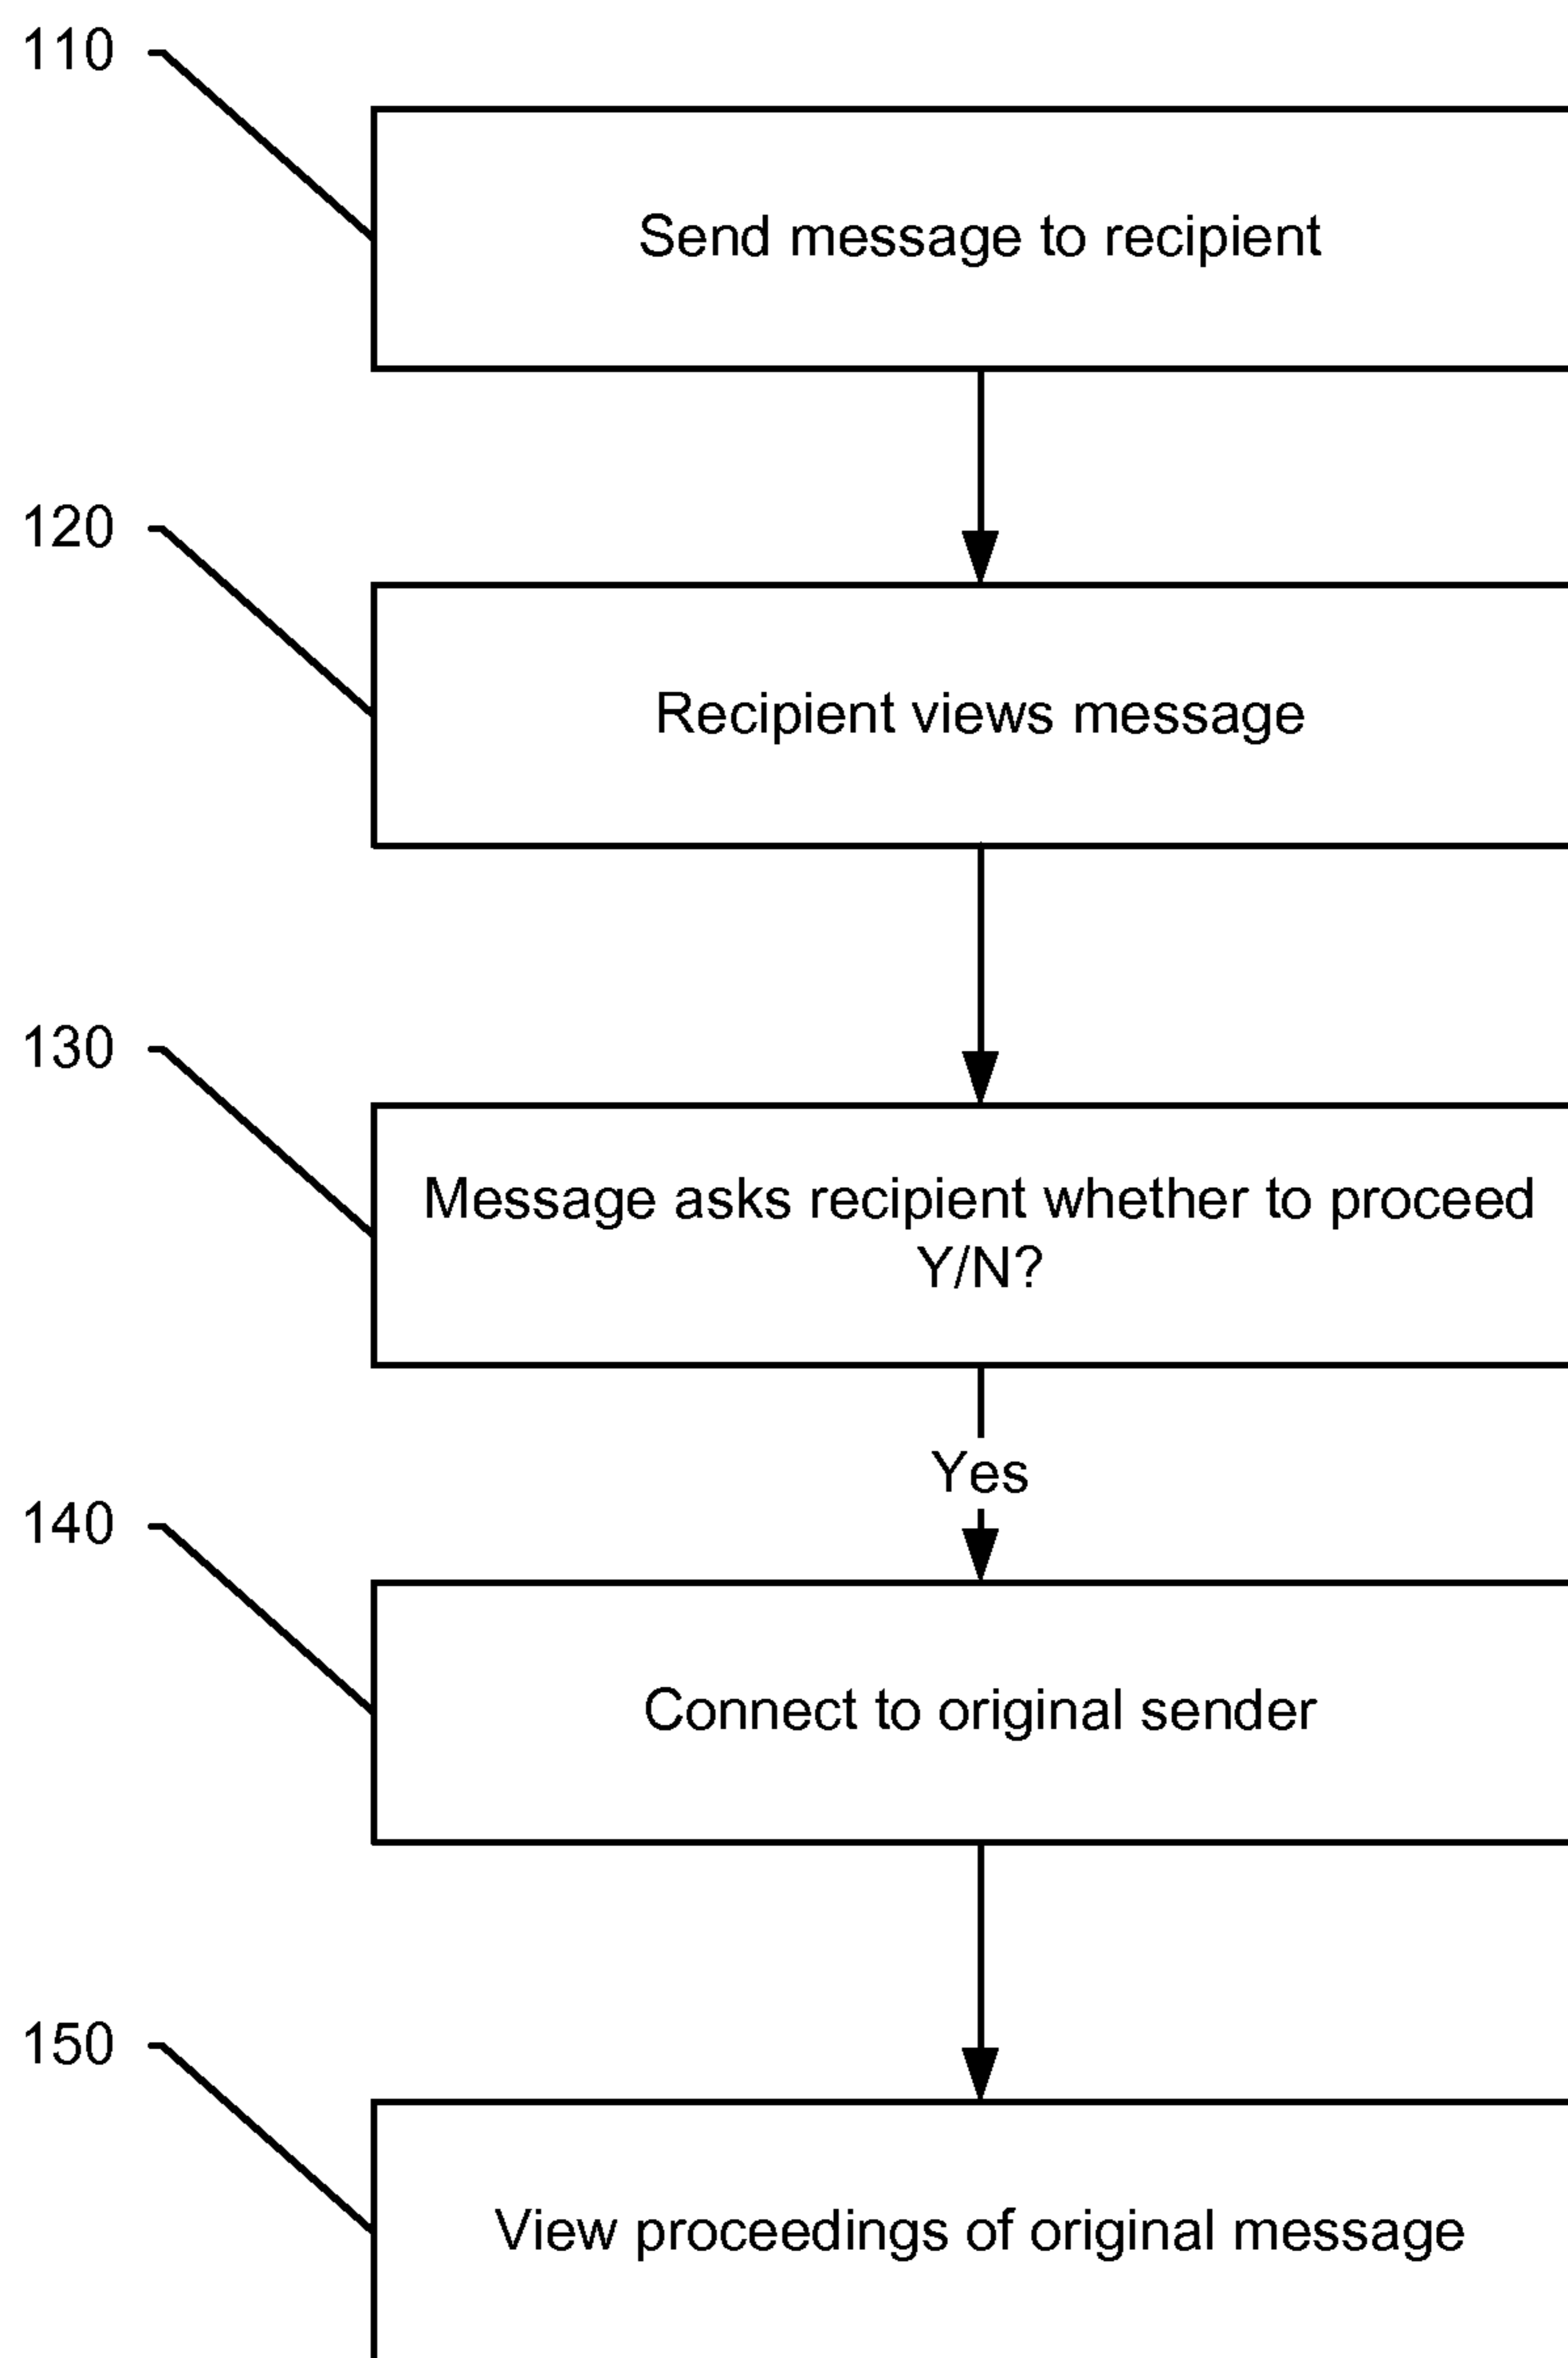 110
Send message to recipient
120
Recipient views message
130
Message asks recipient whether to proceed
Y/N?
Yes
140
Connect to original sender
150
View proceedings of original message